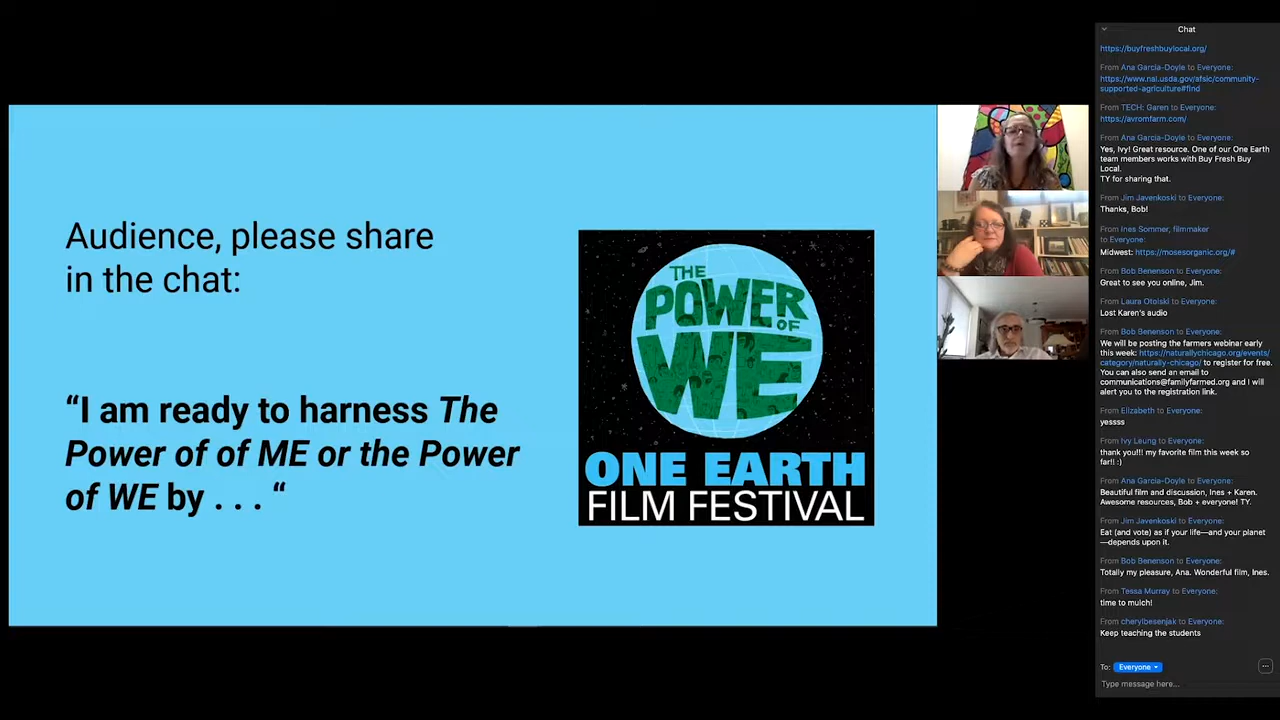 Audience, please share
in the chat:
“I am ready to harness The
Power of of ME or the Power
of WE by . . . “
THE
POWER
OF
WE
ONE EARTH
FILM FESTIVAL
Chat
https://buyfreshbuylocal.org/
From Ana Garcia-Doyle to Everyone:
https://www.nal.usda.gov/afsic/community-
supported-agriculture#find
From TECH: Garen to Everyone:
https://avromfarm.com/
From Ana Garcia-Doyle to Everyone:
Yes, Ivy! Great resource. One of our One Earth
team members works with Buy Fresh Buy
Local.
TY for sharing that.
From Jim Javenkoski to Everyone:
Thanks, Bob!
From Ines Sommer, filmmaker
to Everyone:
Midwest: https://mosesorganic.org/#
From Bob Benenson to Everyone:
Great to see you online, Jim.
From Laura Otolski to Everyone:
Lost Karen's audio
From Bob Benenson to Everyone:
We will be posting the farmers webinar early
this week: https://naturallychicago.org/events/
category/naturally-chicago/ to register for free.
You can also send an email to
communications@familyfarmed.org and I will
alert you to the registration link.
From Elizabeth to Everyone:
yessss
From Ivy Leung to Everyone:
thank you!!! my favorite film this week so
far!! :)
From Ana Garcia-Doyle to Everyone:
Beautiful film and discussion, Ines + Karen.
Awesome resources, Bob + everyone! TY.
From Jim Javenkoski to Everyone:
Eat (and vote) as if your life—and your planet
—depends upon it.
From Bob Benenson to Everyone:
Totally my pleasure, Ana. Wonderful film, Ines.
From Tessa Murray to Everyone:
time to mulch!
From cherylbesenjak to Everyone:
Keep teaching the students
To: Everyone
Type message here...